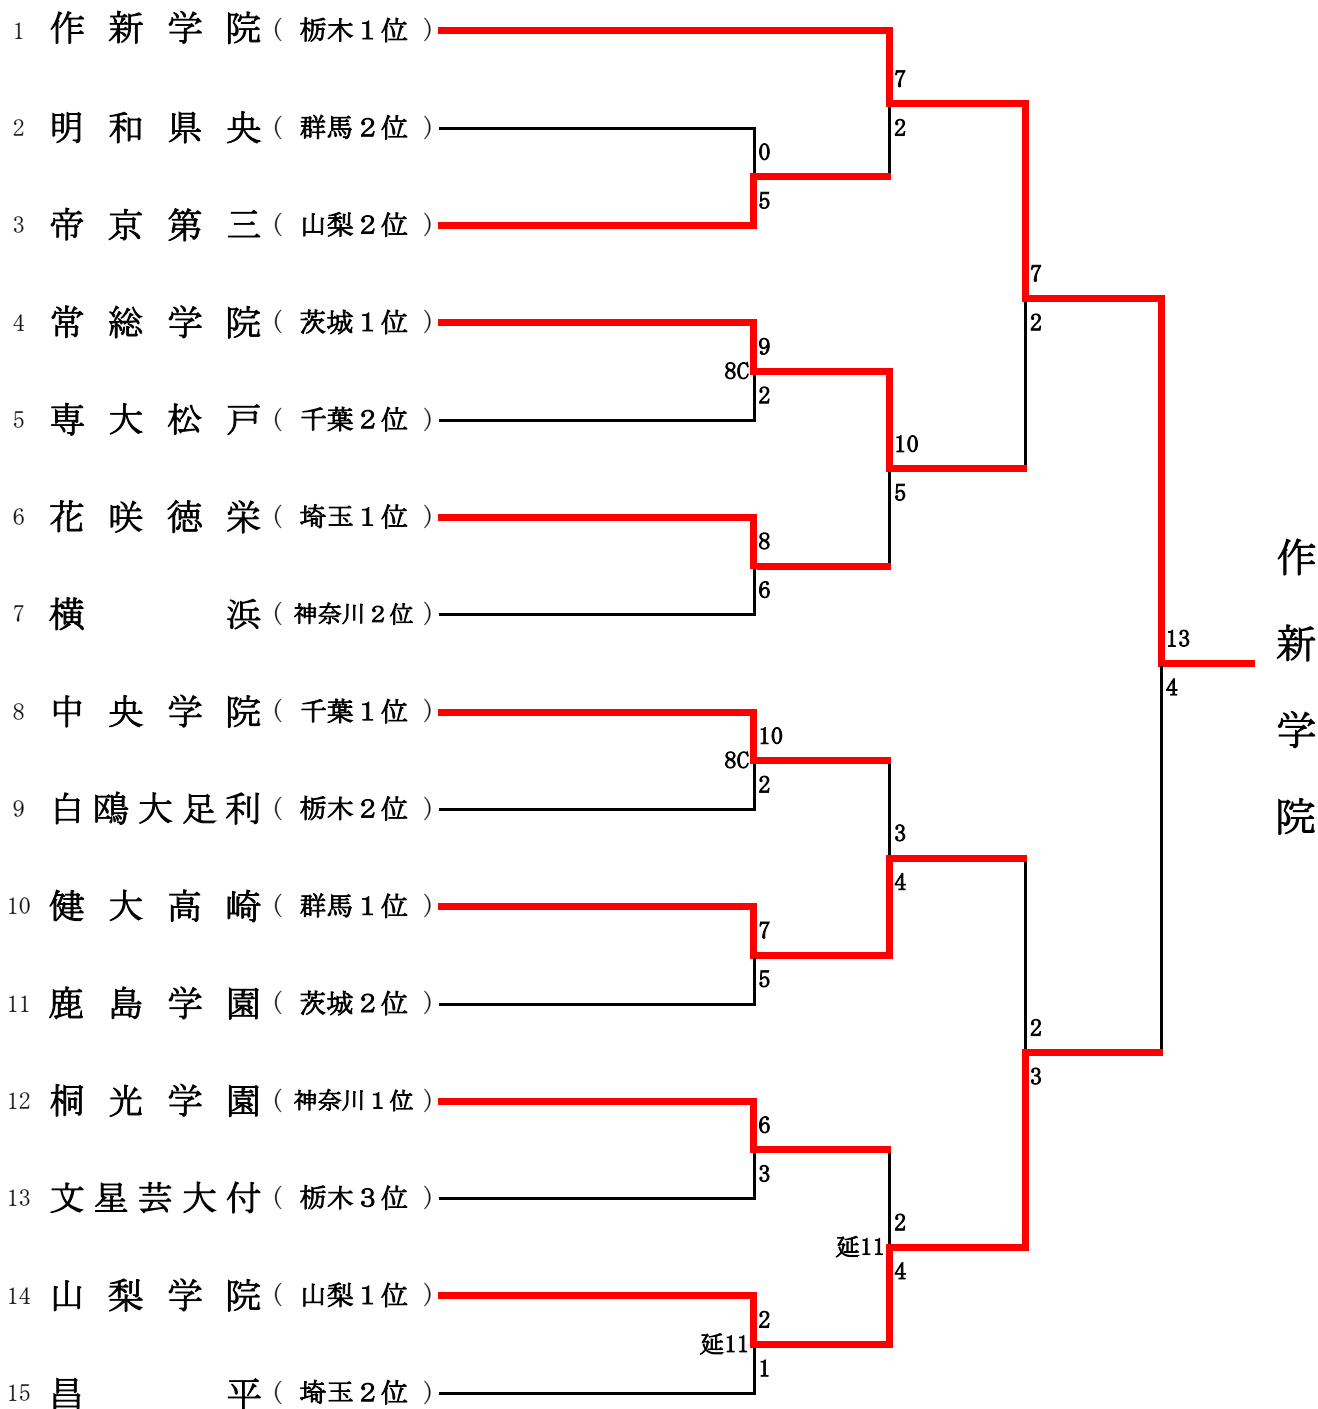 1 作新学院 ( 栃木１位 )
7
2 明和県央 ( 群馬２位 )
2
0
5
3 帝京第三 ( 山梨２位 )
7
4 常総学院 ( 茨城１位 )
2
9
8C
2
5 専大松戸 ( 千葉２位 )
10
5
6 花咲徳栄 ( 埼玉１位 )
8
6
7 横浜 ( 神奈川２位 )
13
4
作新学院
8 中央学院 ( 千葉１位 )
10
8C
2
9 白鴎大足利 ( 栃木２位 )
3
4
10 健大高崎 ( 群馬１位 )
7
5
11 鹿島学園 ( 茨城２位 )
2
3
12 桐光学園 ( 神奈川１位 )
6
3
13 文星芸大付 ( 栃木３位 )
2
延11
4
14 山梨学院 ( 山梨１位 )
2
延11
1
15 昌平 ( 埼玉２位 )